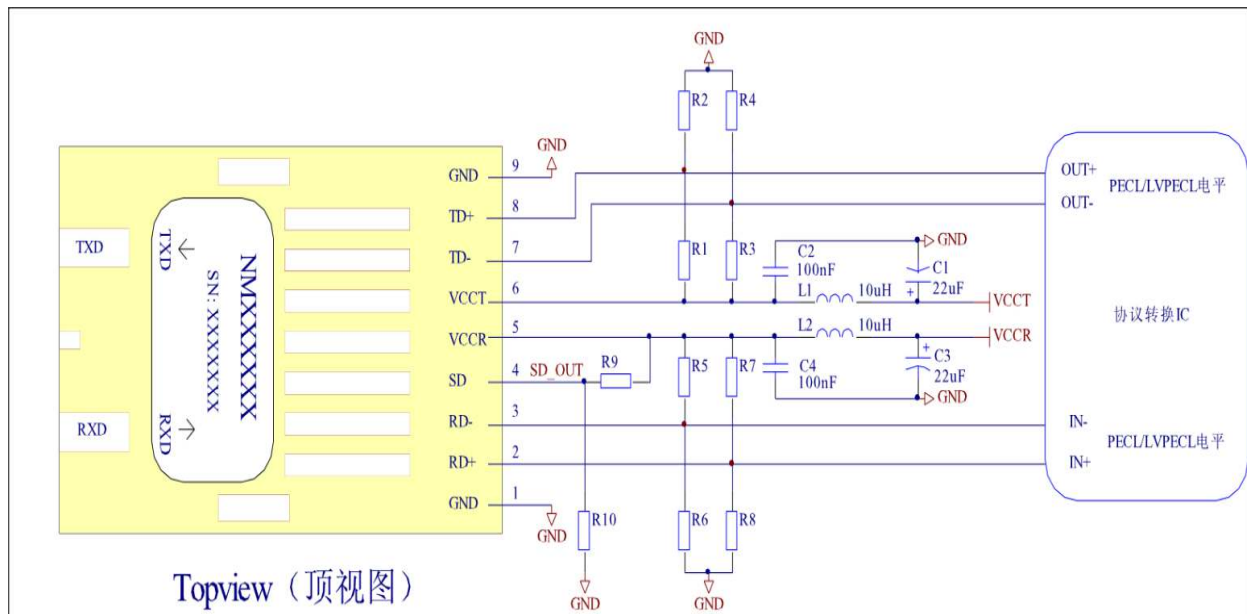 GND
R2
R4
GND
GND
9
TD+
8
TD-
7
VCCT
6
VCCR
5
SD
4
RD-
3
RD+
2
GND
1
TXD
RXD
TXD
RXD
NMXXXXXX
SN: XXXXXXX
SD_OUT
R9
R10
GND
GND
R1
R3
C2
100nF
L1
10uH
GND
C1
+
22uF
VCCT
L2
10uH
VCCR
R5
R7
C4
100nF
+
C3
22uF
GND
R6
R8
GND
OUT+
PECL/LVPECL电平
OUT-
协议转换IC
IN-
PECL/LVPECL电平
IN+
Topview（顶视图）